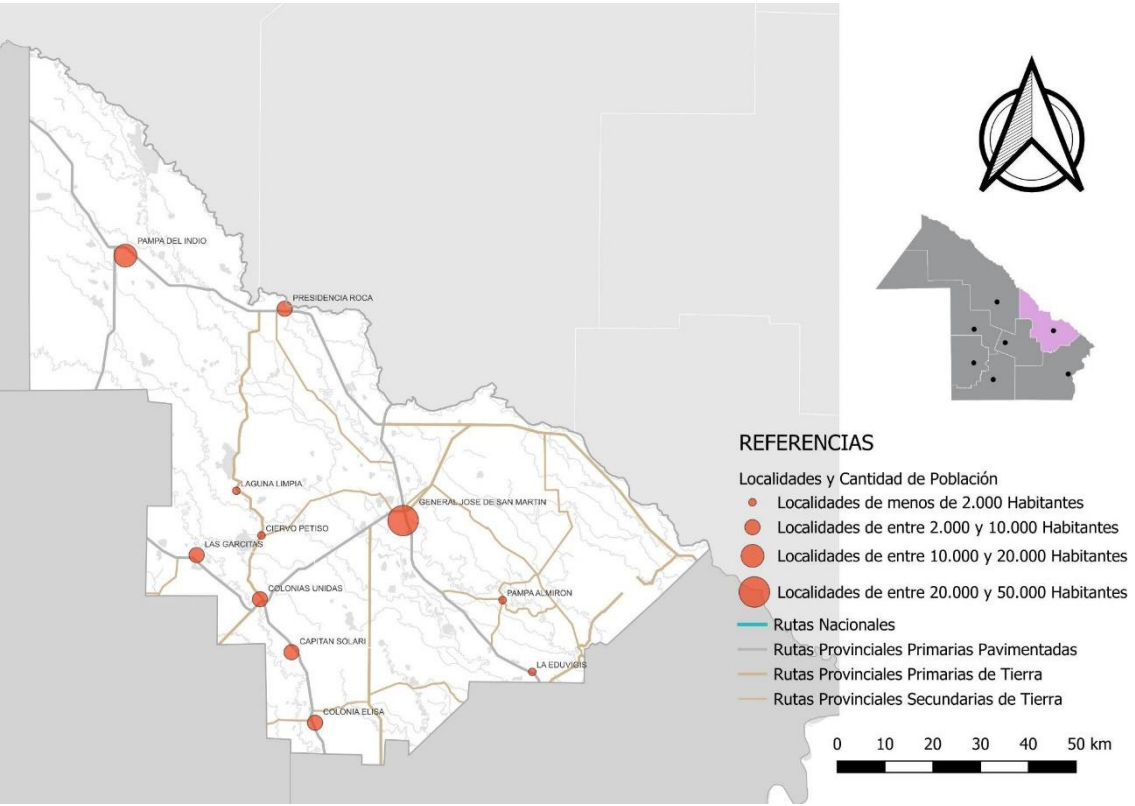 PAMPA DEL INDIO
PRESIDENCIA ROCA
LAGUNA LIMPIA
GENERAL JOSE DE SAN MARTIN
CIERVO PETISO
LAS GARCITAS
COLONIAS UNIDAS
PAMPA ALMIRON
CAPITAN SOLARI
LA EDUVIGIS
COLONIA ELISA
REFERENCIAS
Localidades y Cantidad de Población
Localidades de menos de 2.000 Habitantes
Localidades de entre 2.000 y 10.000 Habitantes
Localidades de entre 10.000 y 20.000 Habitantes
Localidades de entre 20.000 y 50.000 Habitantes
Rutas Nacionales
Rutas Provinciales Primarias Pavimentadas
Rutas Provinciales Primarias de Tierra
Rutas Provinciales Secundarias de Tierra
0 10 20 30 40 50 km